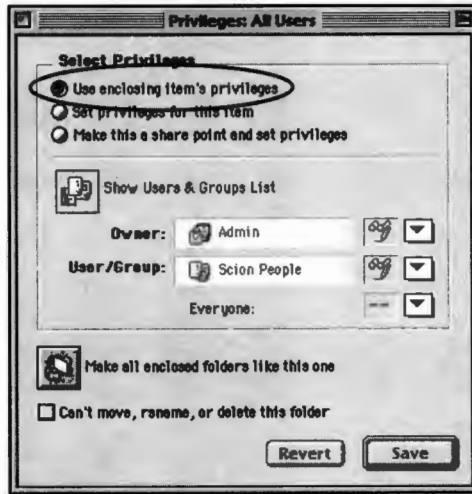 Privileges: All Users
Select Privileges
Use enclosing item's privileges
Set privileges for this item
Make this a share point and set privileges
Show Users & Groups List
Owner: Admin
User/Group: Scion People
Everyone: --
Make all enclosed folders like this one
Can't move, rename, or delete this folder
Revert Save